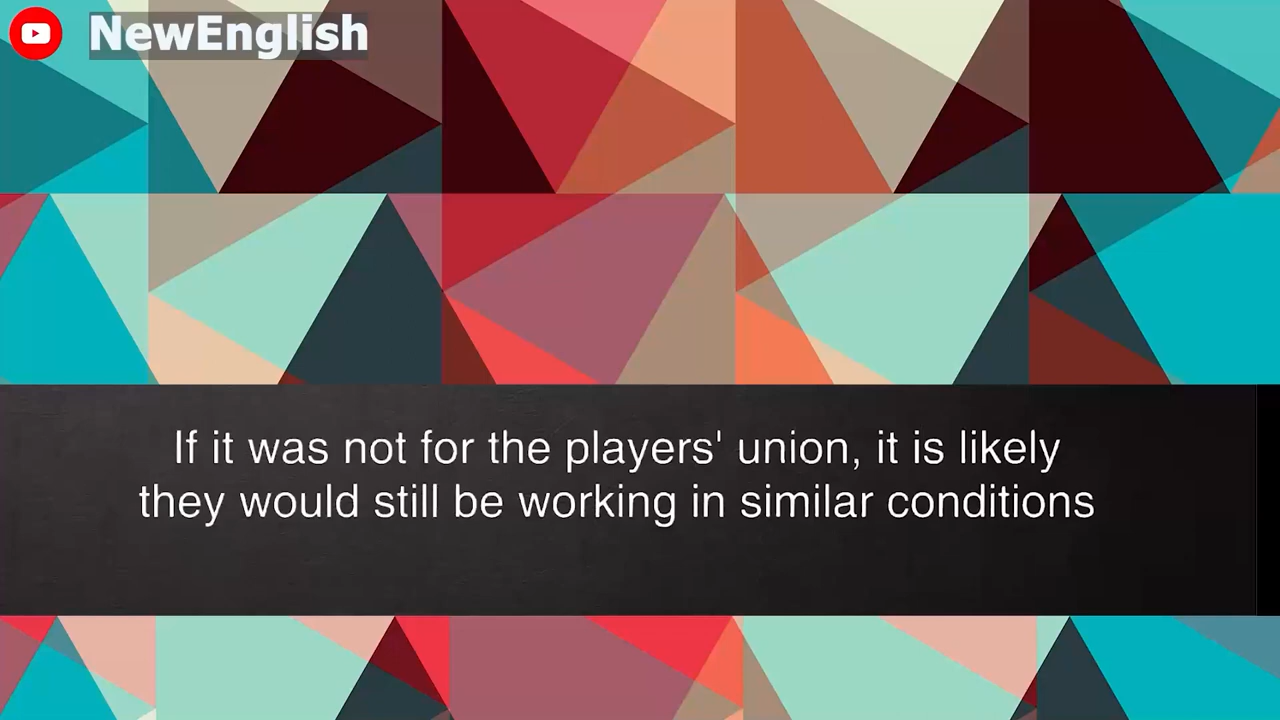 NewEnglish
If it was not for the players' union, it is likely
they would still be working in similar conditions